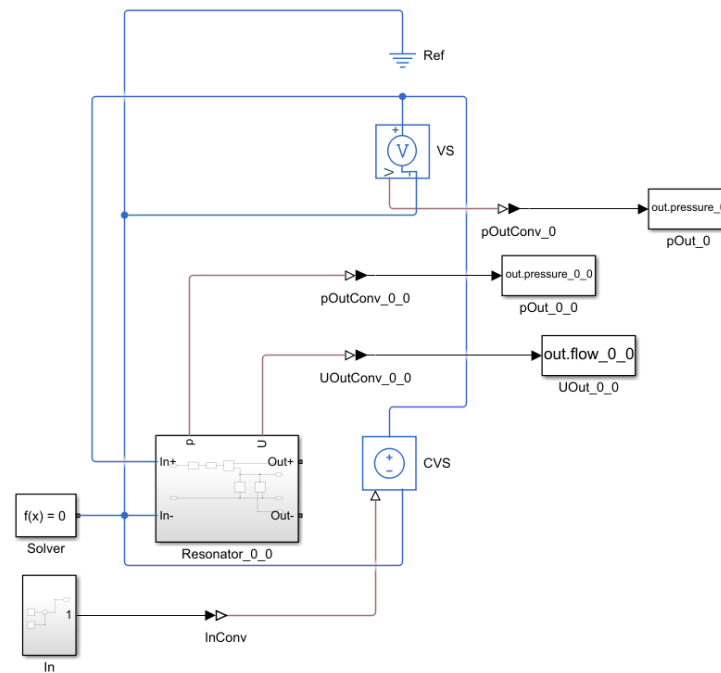 Ref
+
V
VS
V
-
out.pressure_0
pOutConv_0
pOut_0
out.pressure_0_0
pOutConv_0_0
pOut_0_0
out.flow_0_0
UOutConv_0_0
UOut_0_0
p
U
In+
Out+
+
-
CVS
f(x) = 0
In-
Out-
Solver
Resonator_0_0
1
InConv
In